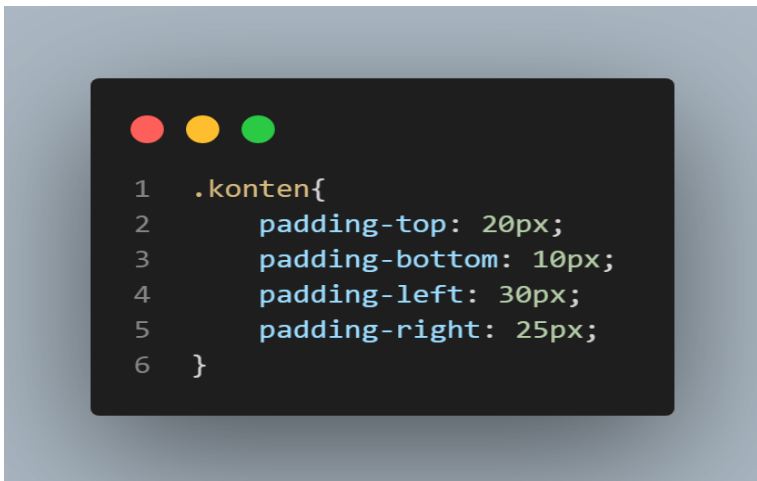 1 .konten{
2     padding-top: 20px;
3     padding-bottom: 10px;
4     padding-left: 30px;
5     padding-right: 25px;
6 }